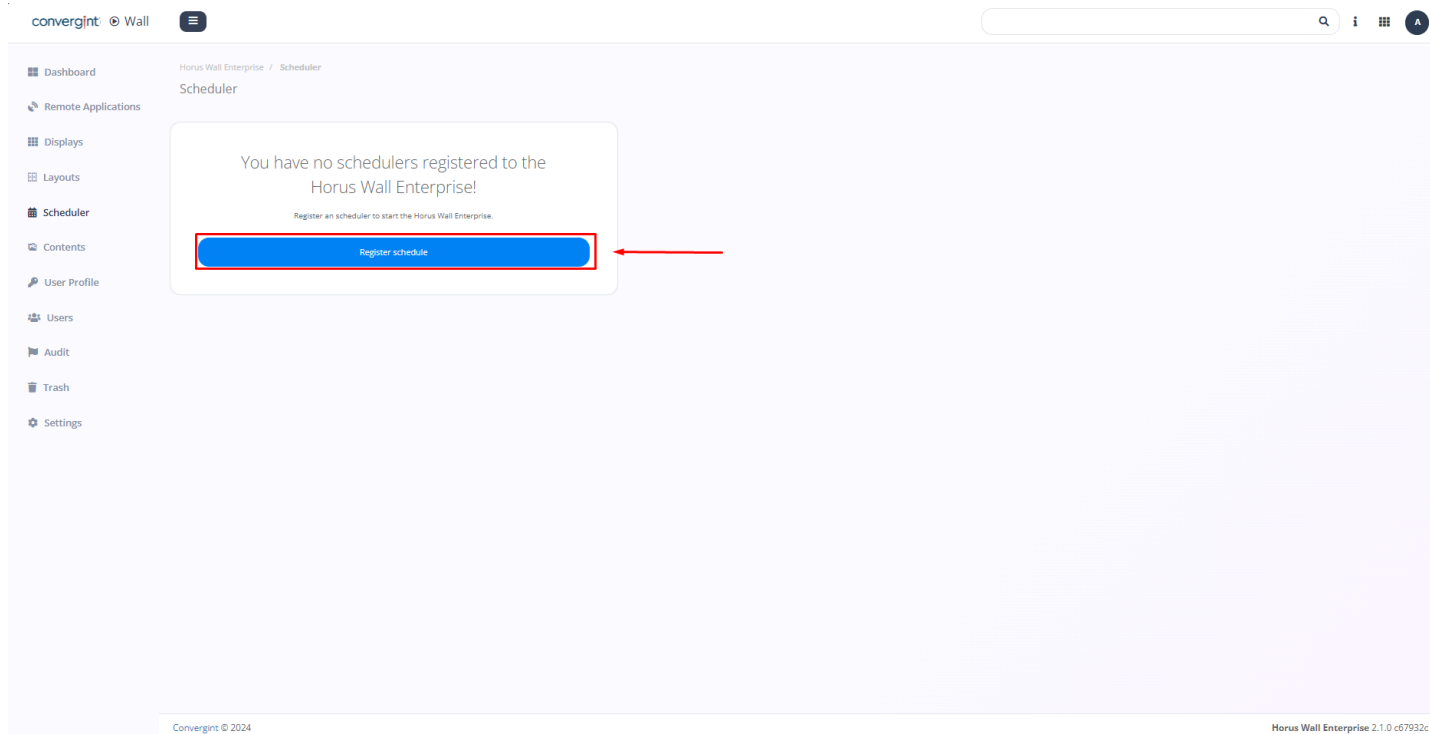 convergint Wall
A
Dashboard
Remote Applications
Displays
Layouts
Scheduler
Contents
User Profile
Users
Audit
Trash
Settings
Horus Wall Enterprise / Scheduler
Scheduler
You have no schedulers registered to the
Horus Wall Enterprise!
Register an scheduler to start the Horus Wall Enterprise.
Register schedule
Convergint © 2024
Horus Wall Enterprise 2.1.0 c67932c